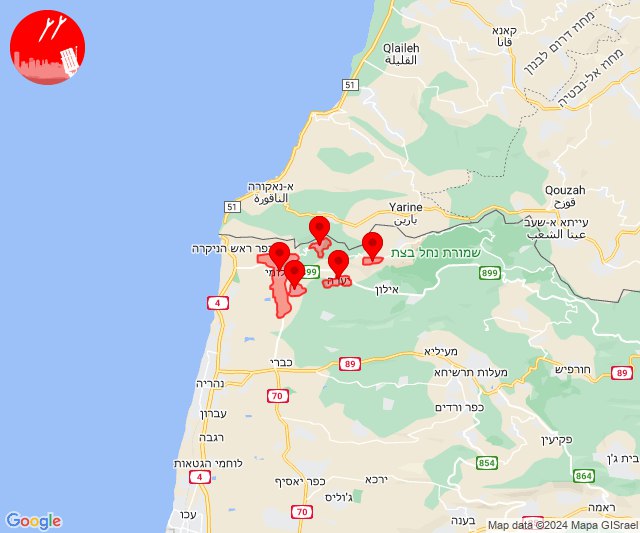 Qlaileh
القليلة
קאנא
قانا
מחוז דרום לבנון
מחוז אל-נבטיה
51
א-נאקורה
الناقورة
51
Yarine
يارين
Qouzah
قوزح
עייתא א-שעב
عيتا الشعب
כפר ראש הניקרה
שמורת נחל בצת
899
899
4
אילון
כברי
89
מעיליא
מעלות תרשיחא
חורפיש
89
נהריה
70
כפר ורדים
עברון
פקיעין
רגבה
בית ג'ן
לוחמי הגטאות
854
864
4
כפר יאסיף
ירכא
ג'וליס
ראמה
עכו
70
בענה
Google
Map data ©2024 Mapa GISrael